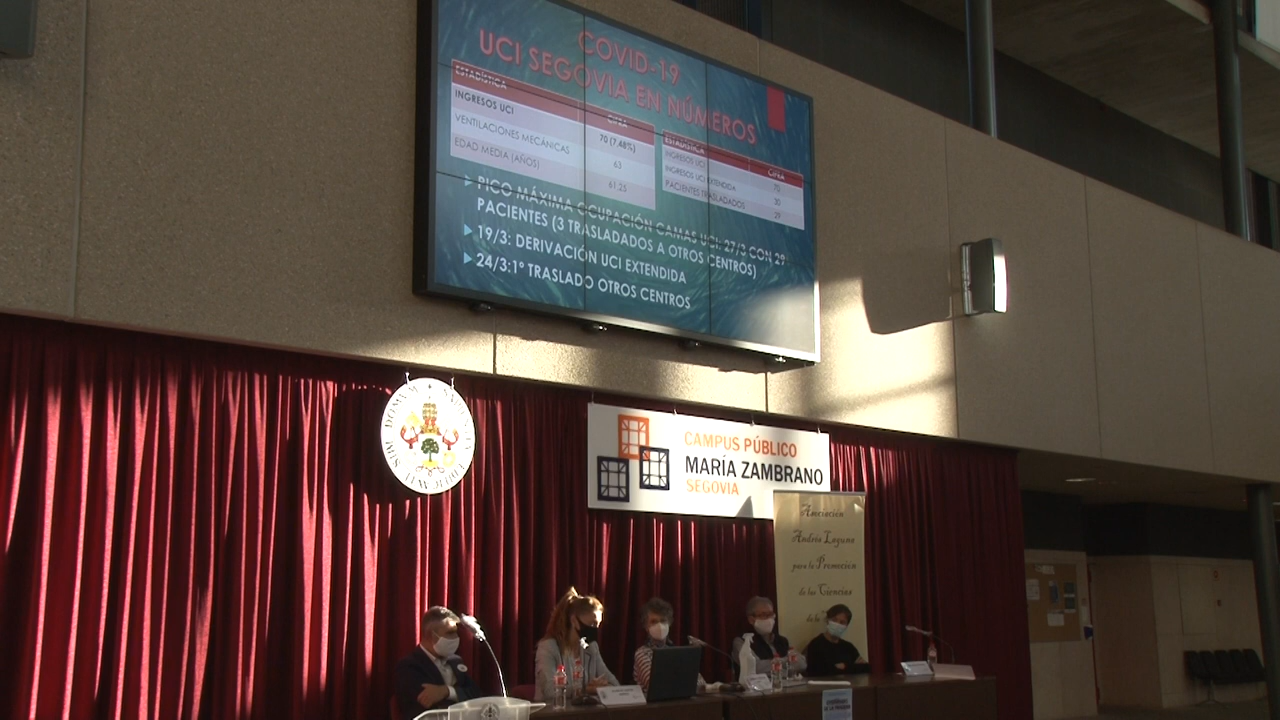 COVID-19
UCI SEGOVIA EN NÚMEROS
ESTADÍSTICA CIFRA
INGRESOS UCI 70 (7.48%)
VENTILACIONES MECÁNICAS 63
EDAD MEDIA (AÑOS) 61,25
ESTADÍSTICA CIFRA
INGRESOS UCI 70
INGRESOS UCI EXTENDIDA 30
PACIENTES TRASLADADOS 29
PICO MÁXIMA OCUPACIÓN CAMAS UCI: 27/3 CON 29
PACIENTES (3 TRASLADADOS A OTROS CENTROS)
19/3: DERIVACIÓN UCI EXTENDIDA
24/3:1º TRASLADO OTROS CENTROS
CAMPUS PÚBLICO
MARÍA ZAMBRANO
SEGOVIA
Asociación
Andrés Laguna
para la Promoción
de las Ciencias
de la